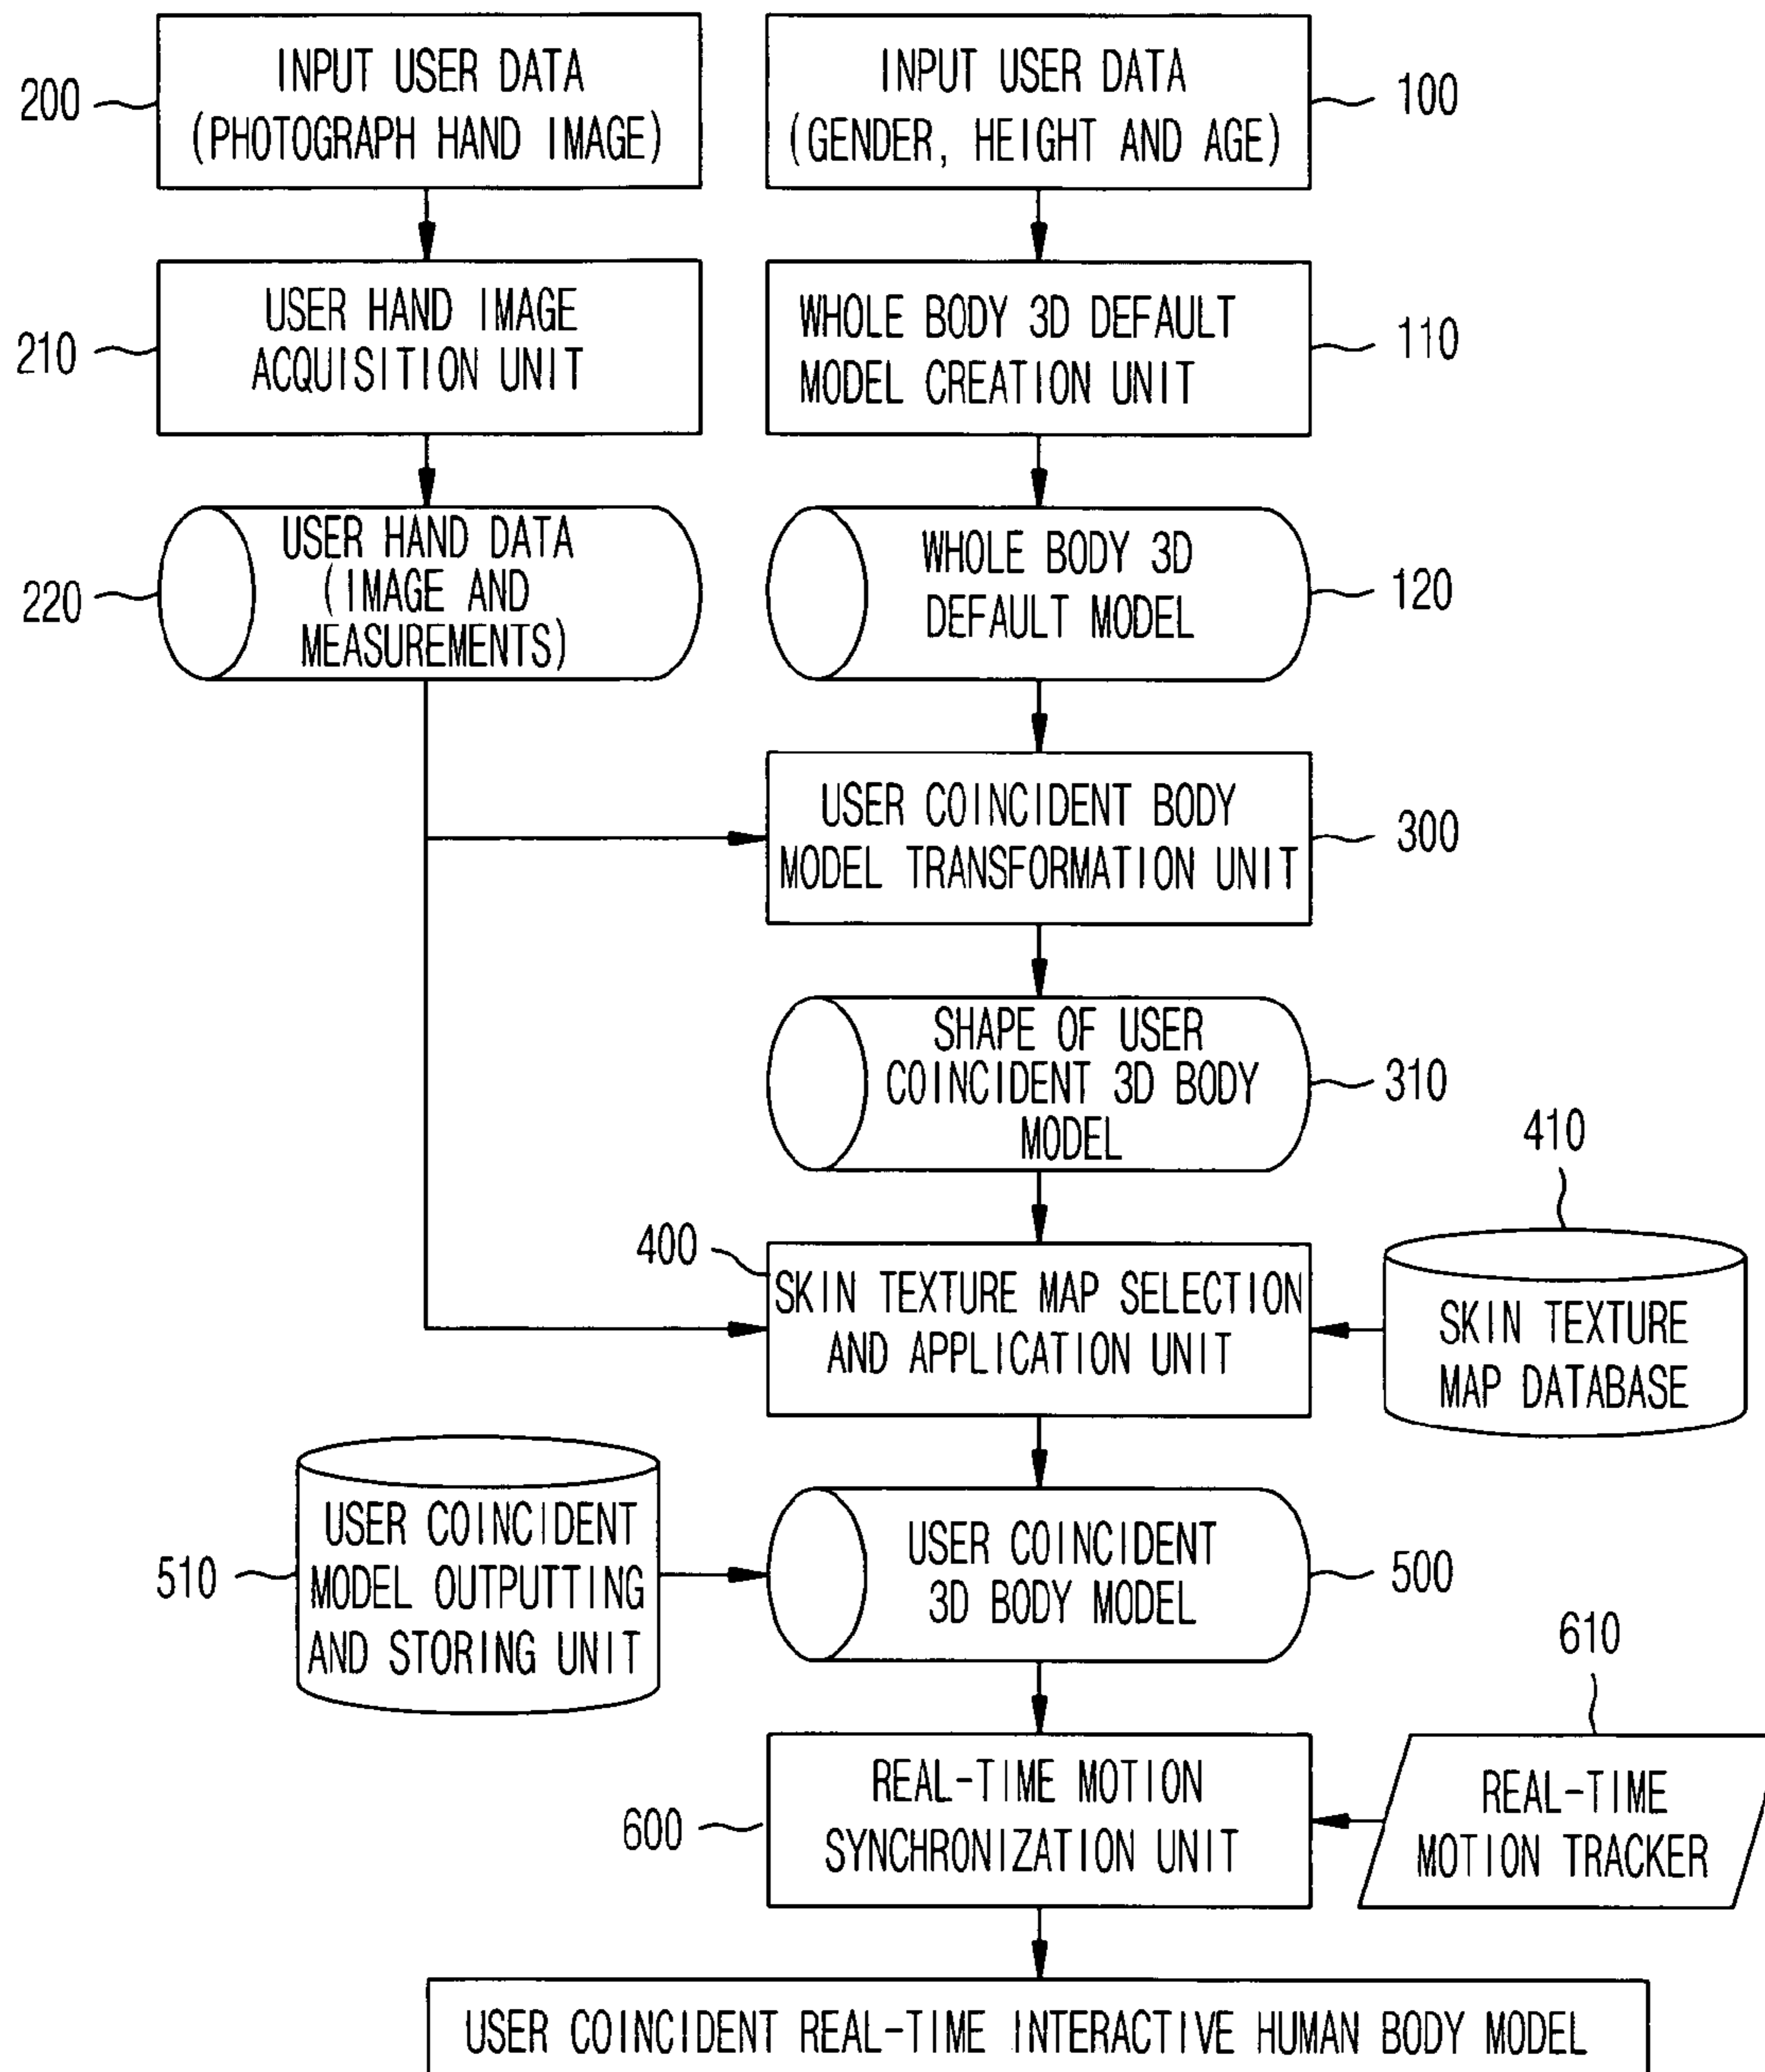 200
INPUT USER DATA
(PHOTOGRAPH HAND IMAGE)
INPUT USER DATA
(GENDER, HEIGHT AND AGE)
100
210
USER HAND IMAGE
ACQUISITION UNIT
WHOLE BODY 3D DEFAULT
MODEL CREATION UNIT
110
220
USER HAND DATA
(IMAGE AND
MEASUREMENTS)
WHOLE BODY 3D
DEFAULT MODEL
120
USER COINCIDENT BODY
MODEL TRANSFORMATION UNIT
300
SHAPE OF USER
COINCIDENT 3D BODY
MODEL
310
400
SKIN TEXTURE MAP SELECTION
AND APPLICATION UNIT
410
SKIN TEXTURE
MAP DATABASE
510
USER COINCIDENT
MODEL OUTPUTTING
AND STORING UNIT
USER COINCIDENT
3D BODY MODEL
500
600
REAL-TIME MOTION
SYNCHRONIZATION UNIT
610
REAL-TIME
MOTION TRACKER
USER COINCIDENT REAL-TIME INTERACTIVE HUMAN BODY MODEL